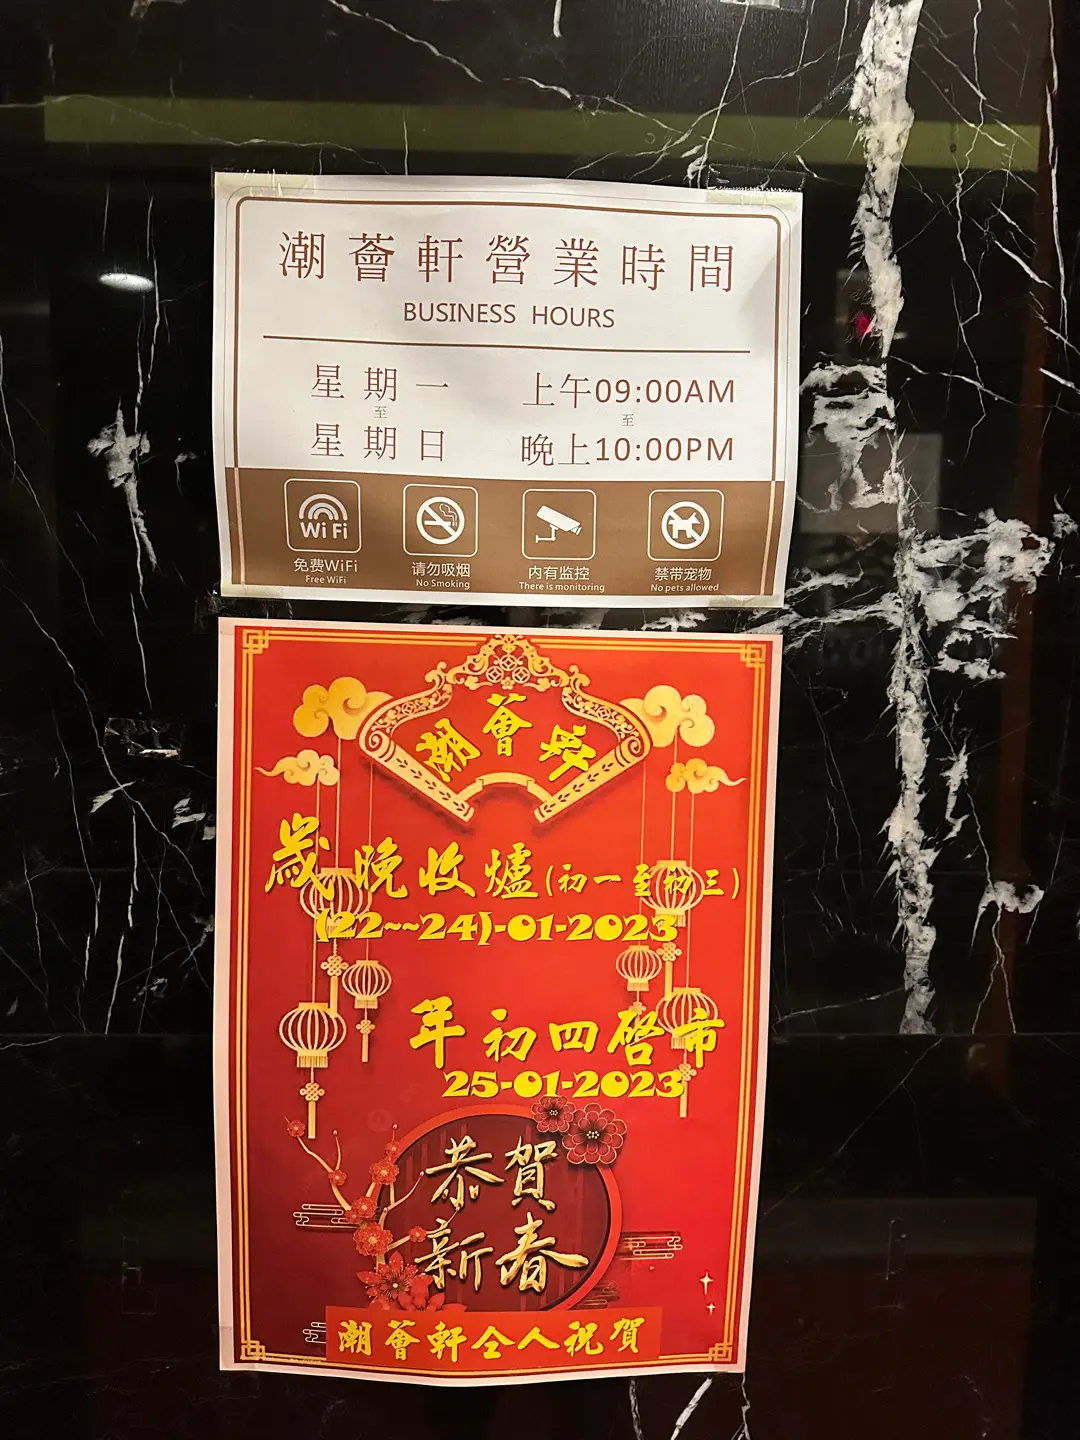 潮薈軒營業時間
BUSINESS HOURS
星期一 上午09:00AM
至 至
星期日 晚上10:00PM
Wi Fi
免费WiFi 请勿吸烟 内有监控 禁带宠物
Free WiFi No Smoking There is monitoring No pets allowed
潮薈軒
歲晚收爐(初一至初三)
(22~~24)-01-2023
年初四啓市
25-01-2023
恭賀
新春
潮薈軒仝人祝賀